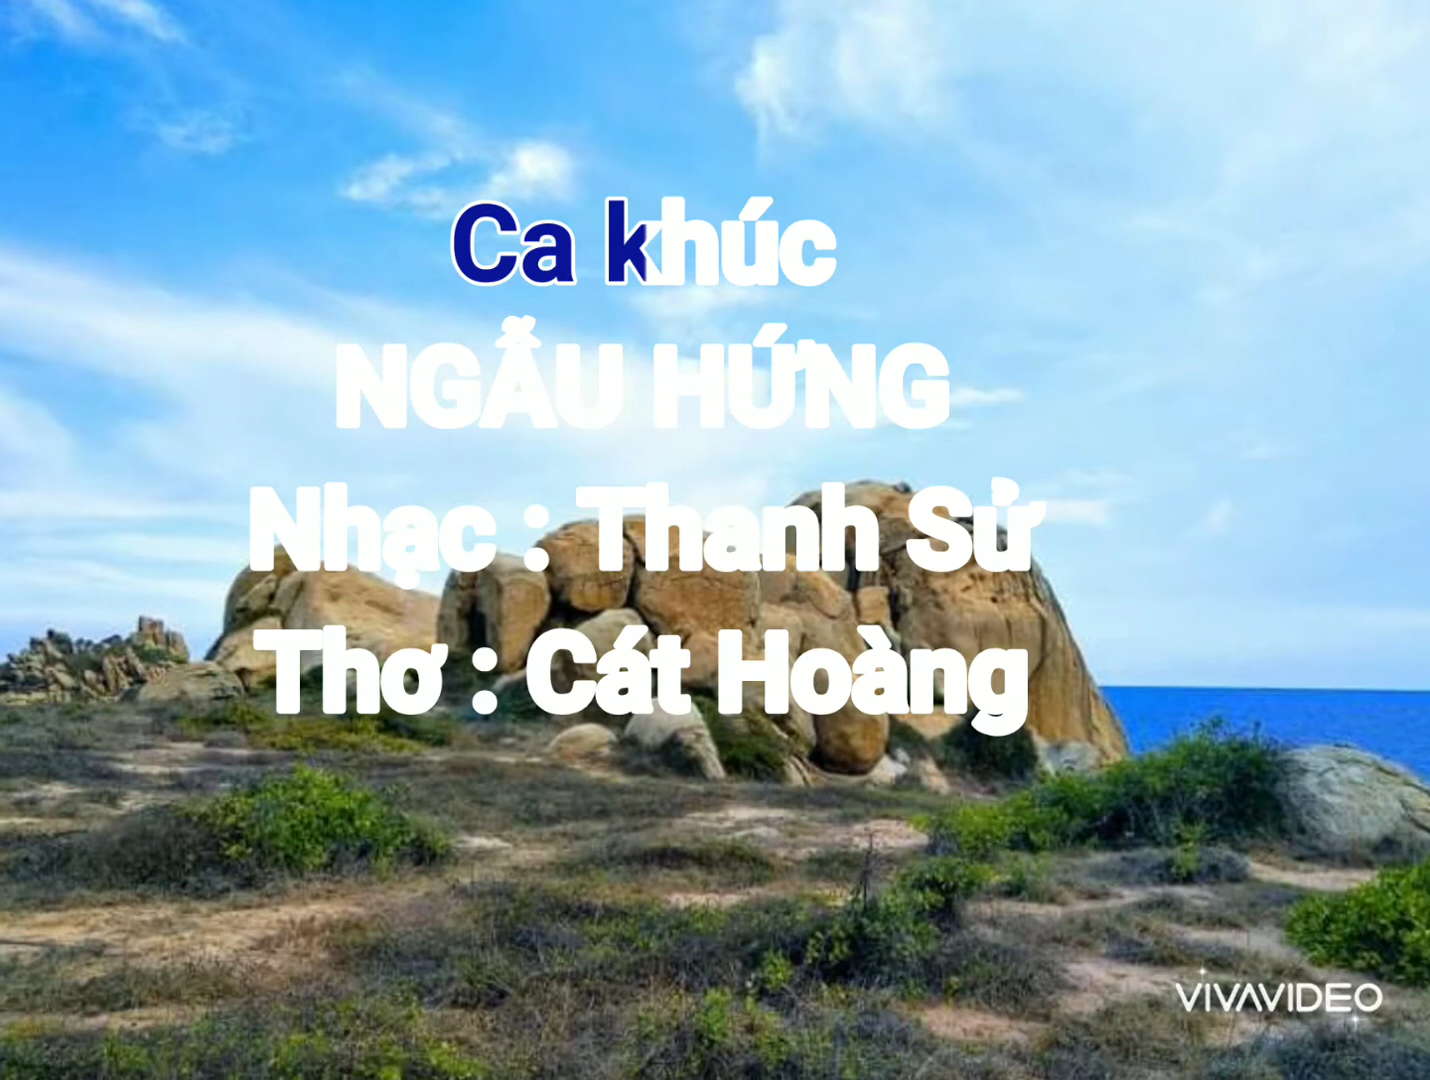 Ca khúc
NGẪU HỨNG
Nhạc : Thanh Sử
Thơ : Cát Hoàng
VIVAVIDEO